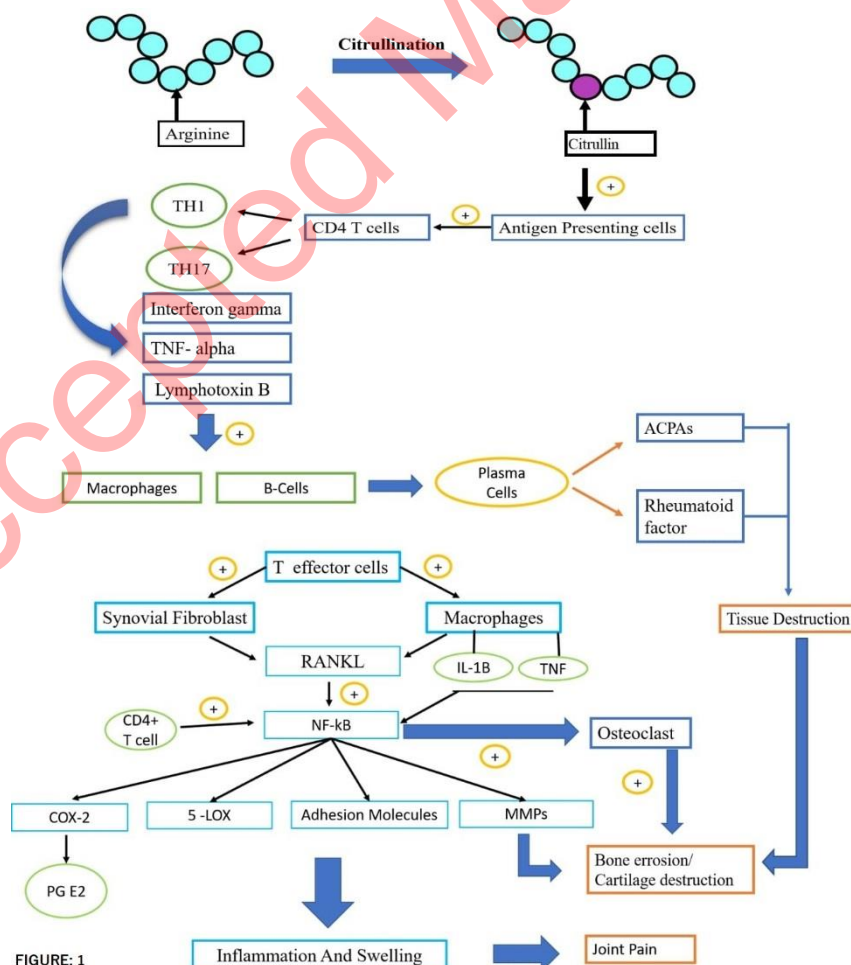 Citrullination
Arginine
Citrullin
+
TH1
+
CD4 T cells
Antigen Presenting cells
TH17
Interferon gamma
TNF- alpha
Lymphotoxin B
+
ACPAs
Macrophages
B-Cells
Plasma
Cells
Rheumatoid
factor
T effector cells
+
+
Synovial Fibroblast
Macrophages
Tissue Destruction
RANKL
IL-1B
TNF
+
CD4+
T cell
+
NF-kB
Osteoclast
+
+
COX-2
5 -LOX
Adhesion Molecules
MMPs
Bone errosion/
Cartilage destruction
PG E2
FIGURE: 1
Inflammation And Swelling
Joint Pain